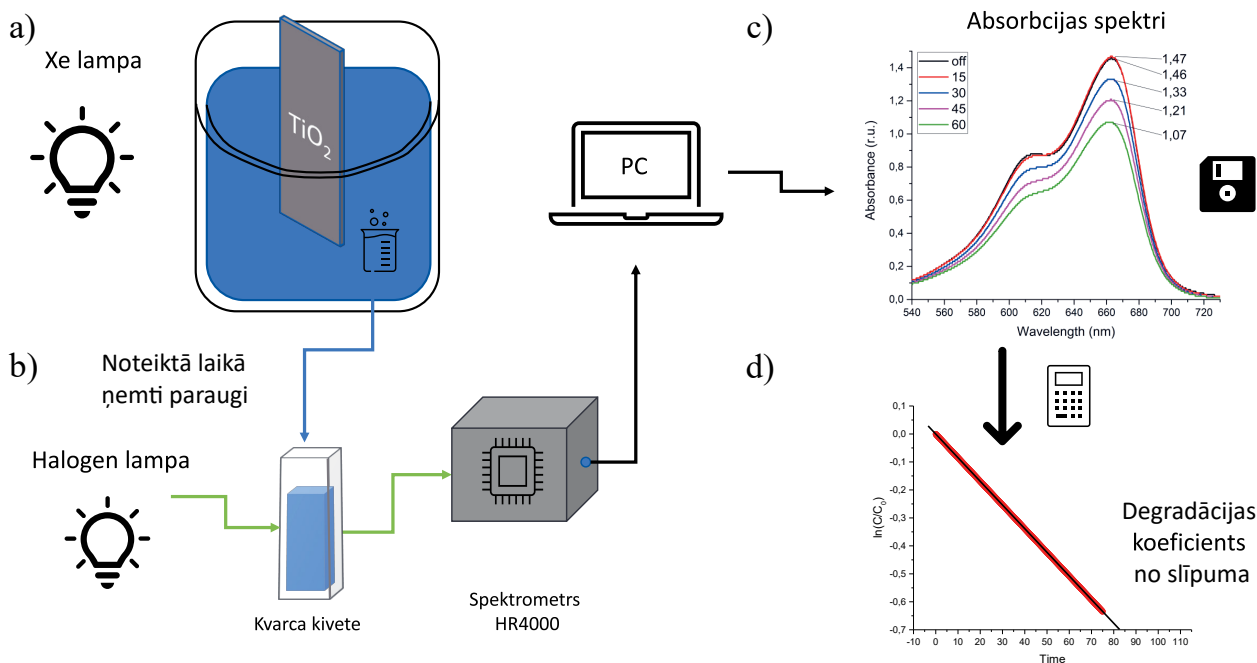 a)
Xe lampa
TiO2
b)
Noteiktā laikā
ņemti paraugi
Halogen lampa
Kvarca kivete
Spektrometrs
HR4000
PC
c)
Absorbcijas spektri
off
15
30
45
60
1,47
1,46
1,33
1,21
1,07
Absorbance (r.u.)
1,4
1,2
1,0
0,8
0,6
0,4
0,2
0,0
540 560 580 600 620 640 660 680 700 720
Wavelength (nm)
d)
ln(C/C0)
0,1
0,0
-0,1
-0,2
-0,3
-0,4
-0,5
-0,6
-0,7
-10 0 10 20 30 40 50 60 70 80 90 100 110
Time
Degradācijas
koeficients
no slīpuma